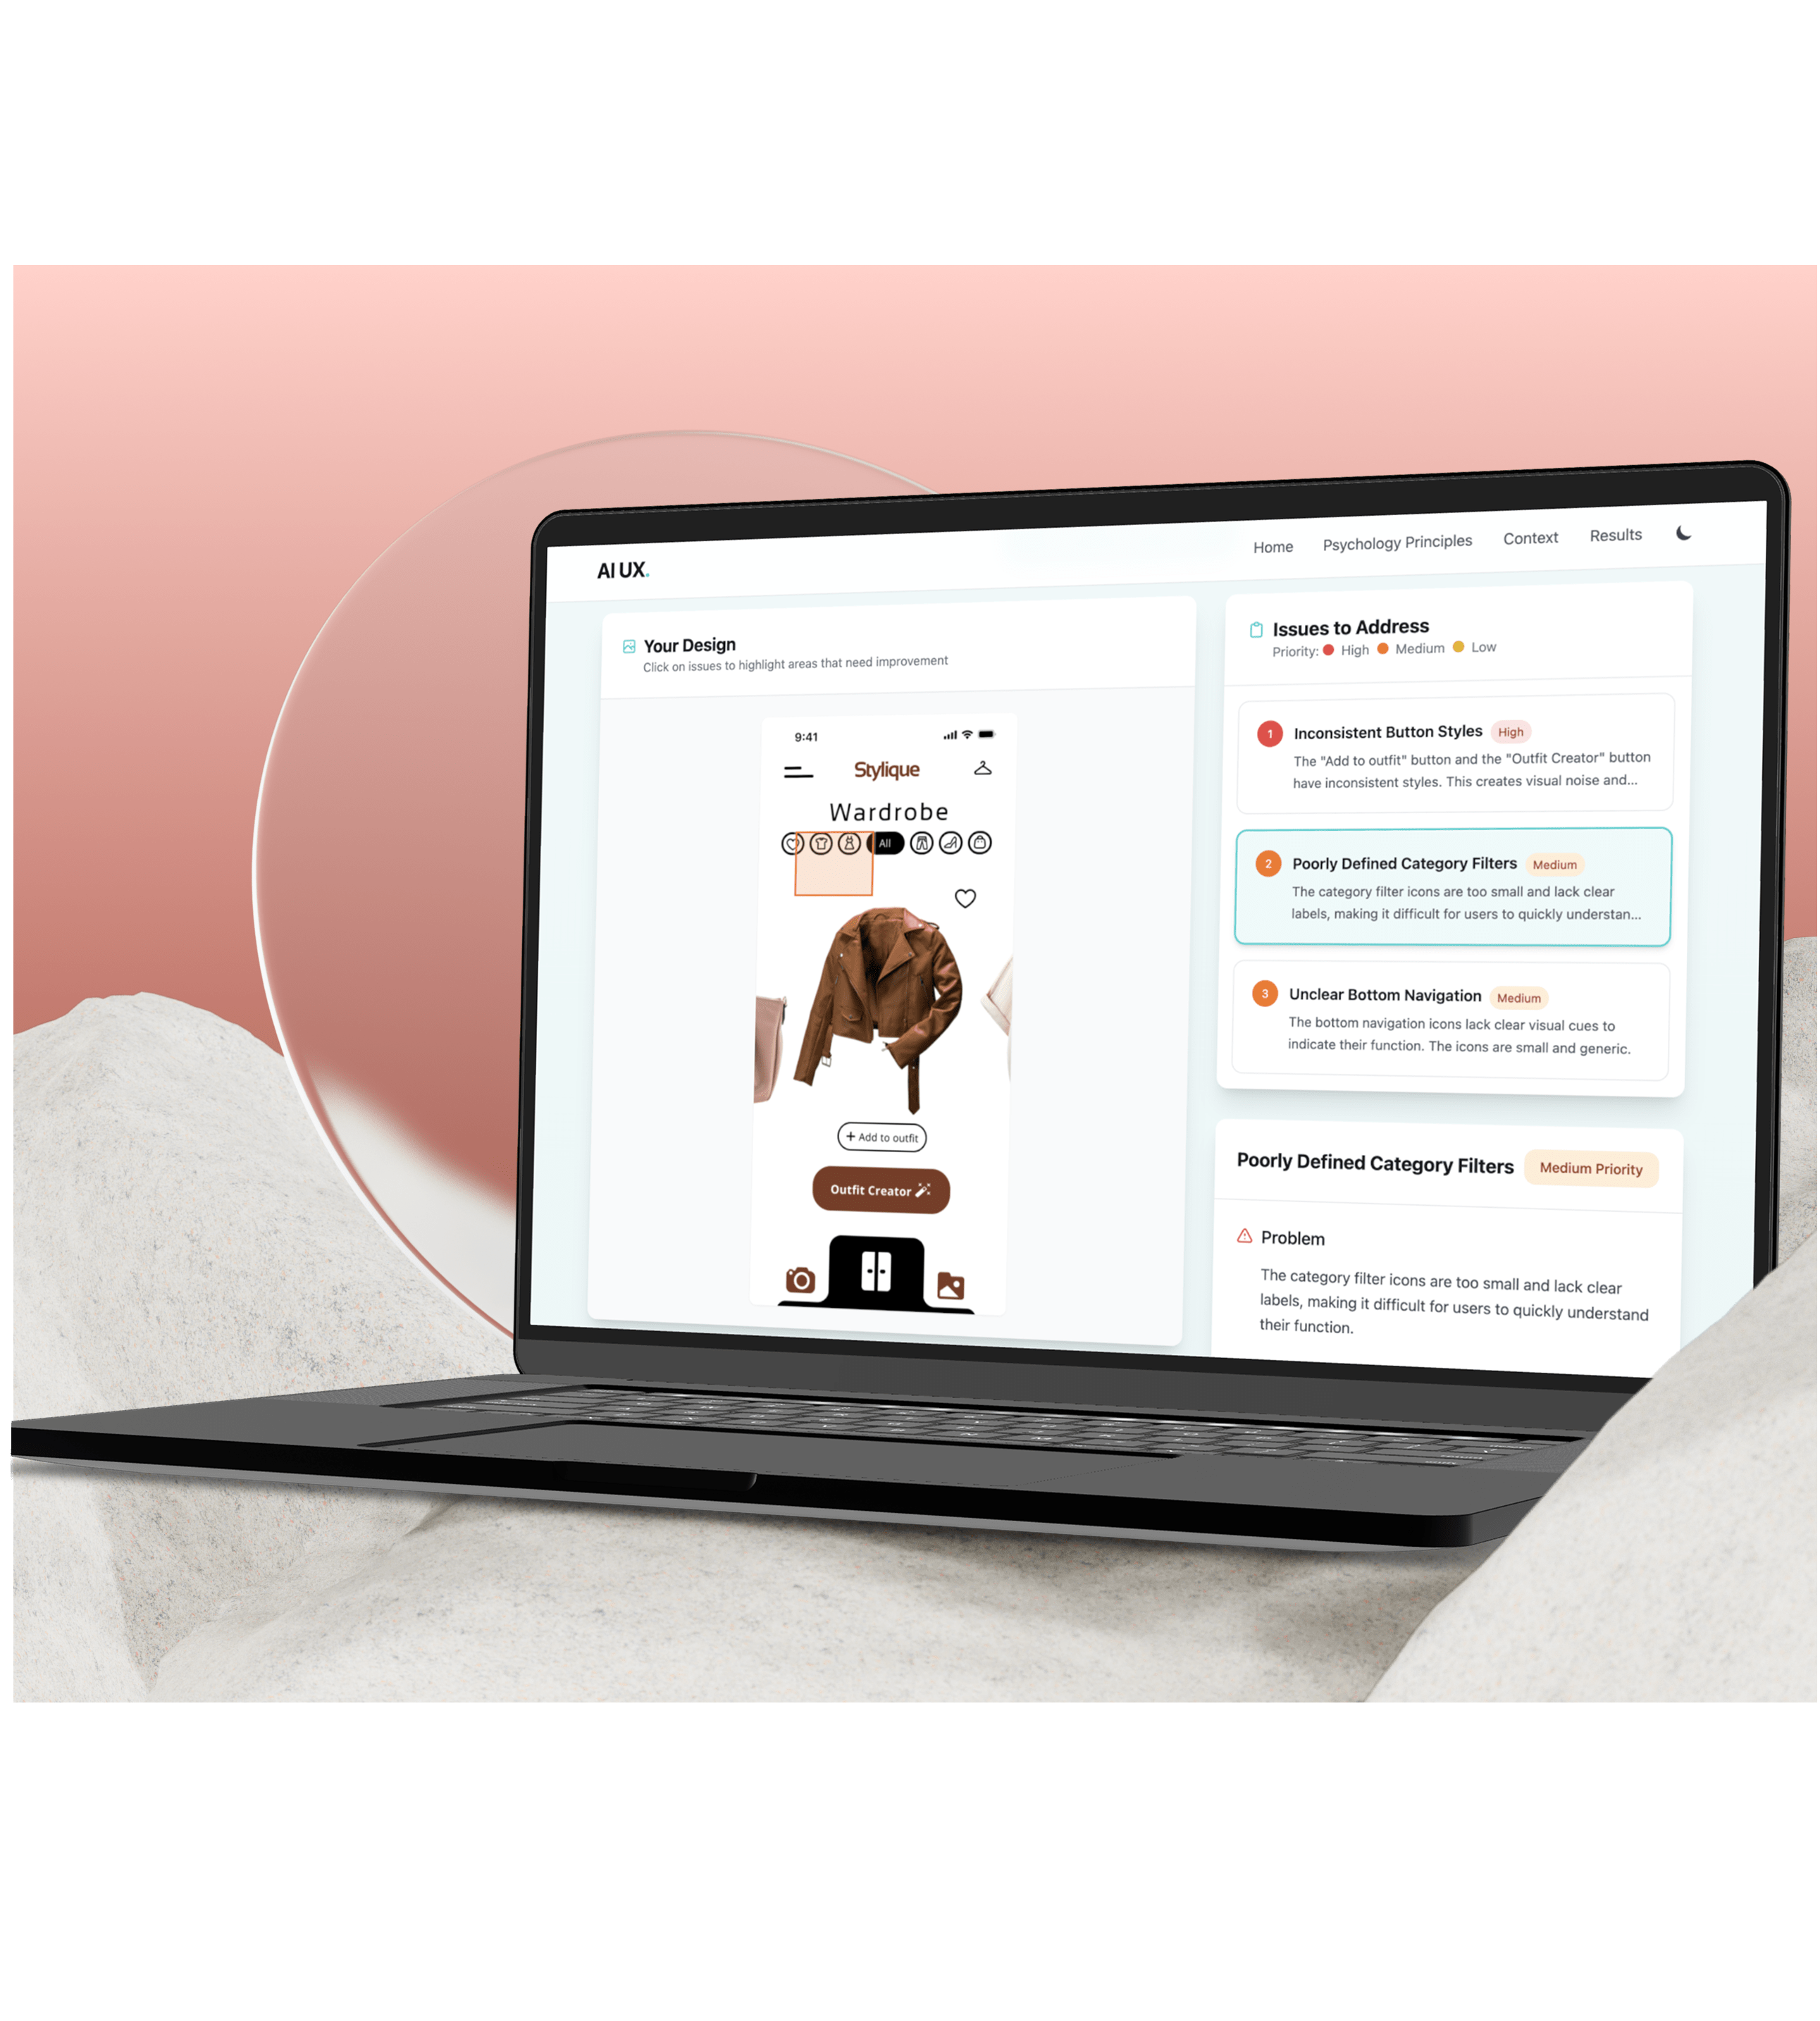 AI UX.
Home Psychology Principles Context Results
Your Design
Click on issues to highlight areas that need improvement
9:41
Stylique
Wardrobe
All
+ Add to outfit
Outfit Creator
Issues to Address
Priority: High Medium Low
1 Inconsistent Button Styles High
The "Add to outfit" button and the "Outfit Creator" button
have inconsistent styles. This creates visual noise and...
2 Poorly Defined Category Filters Medium
The category filter icons are too small and lack clear
labels, making it difficult for users to quickly understan...
3 Unclear Bottom Navigation Medium
The bottom navigation icons lack clear visual cues to
indicate their function. The icons are small and generic.
Poorly Defined Category Filters Medium Priority
Problem
The category filter icons are too small and lack clear
labels, making it difficult for users to quickly understand
their function.